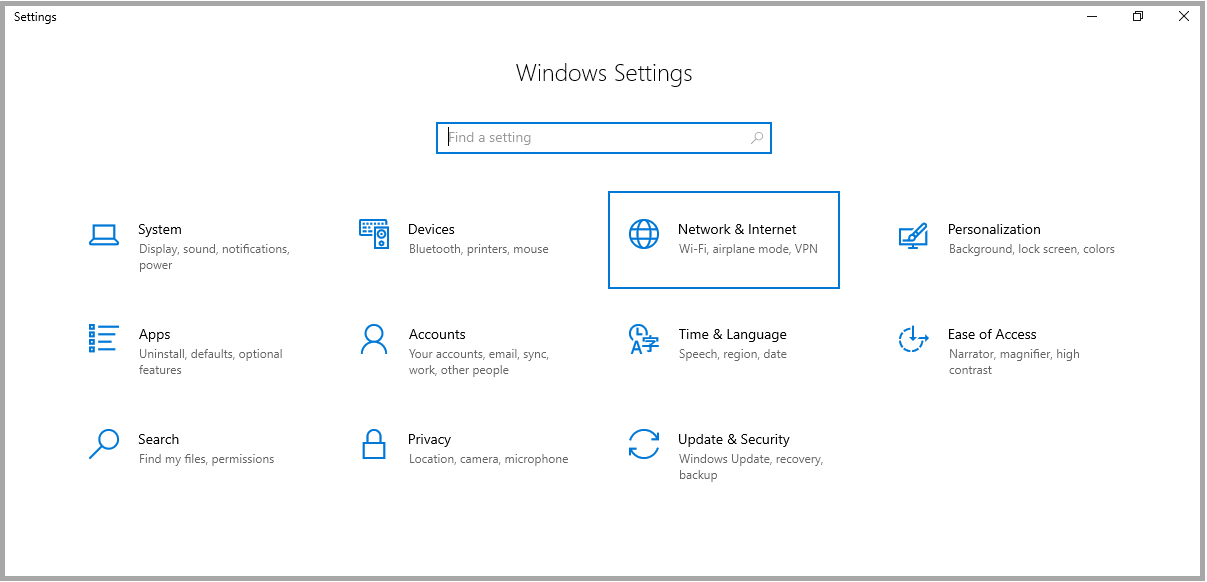 Settings
Windows Settings
Find a setting
System
Display, sound, notifications,
power
Devices
Bluetooth, printers, mouse
Network & Internet
Wi-Fi, airplane mode, VPN
Personalization
Background, lock screen, colors
Apps
Uninstall, defaults, optional
features
Accounts
Your accounts, email, sync,
work, other people
Time & Language
Speech, region, date
Ease of Access
Narrator, magnifier, high
contrast
Search
Find my files, permissions
Privacy
Location, camera, microphone
Update & Security
Windows Update, recovery,
backup